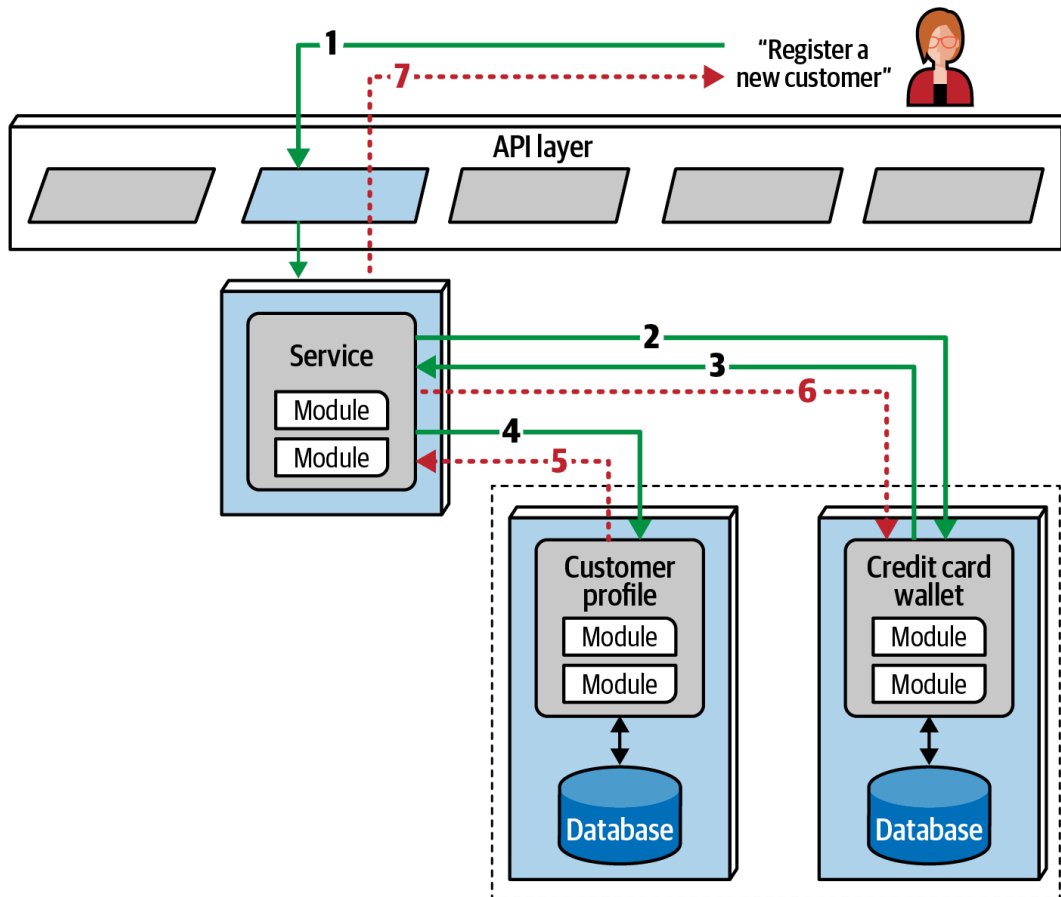 1
“Register a
new customer”
7
API layer
Service
Module
Module
2
3
6
4
5
Customer
profile
Module
Module
Database
Credit card
wallet
Module
Module
Database